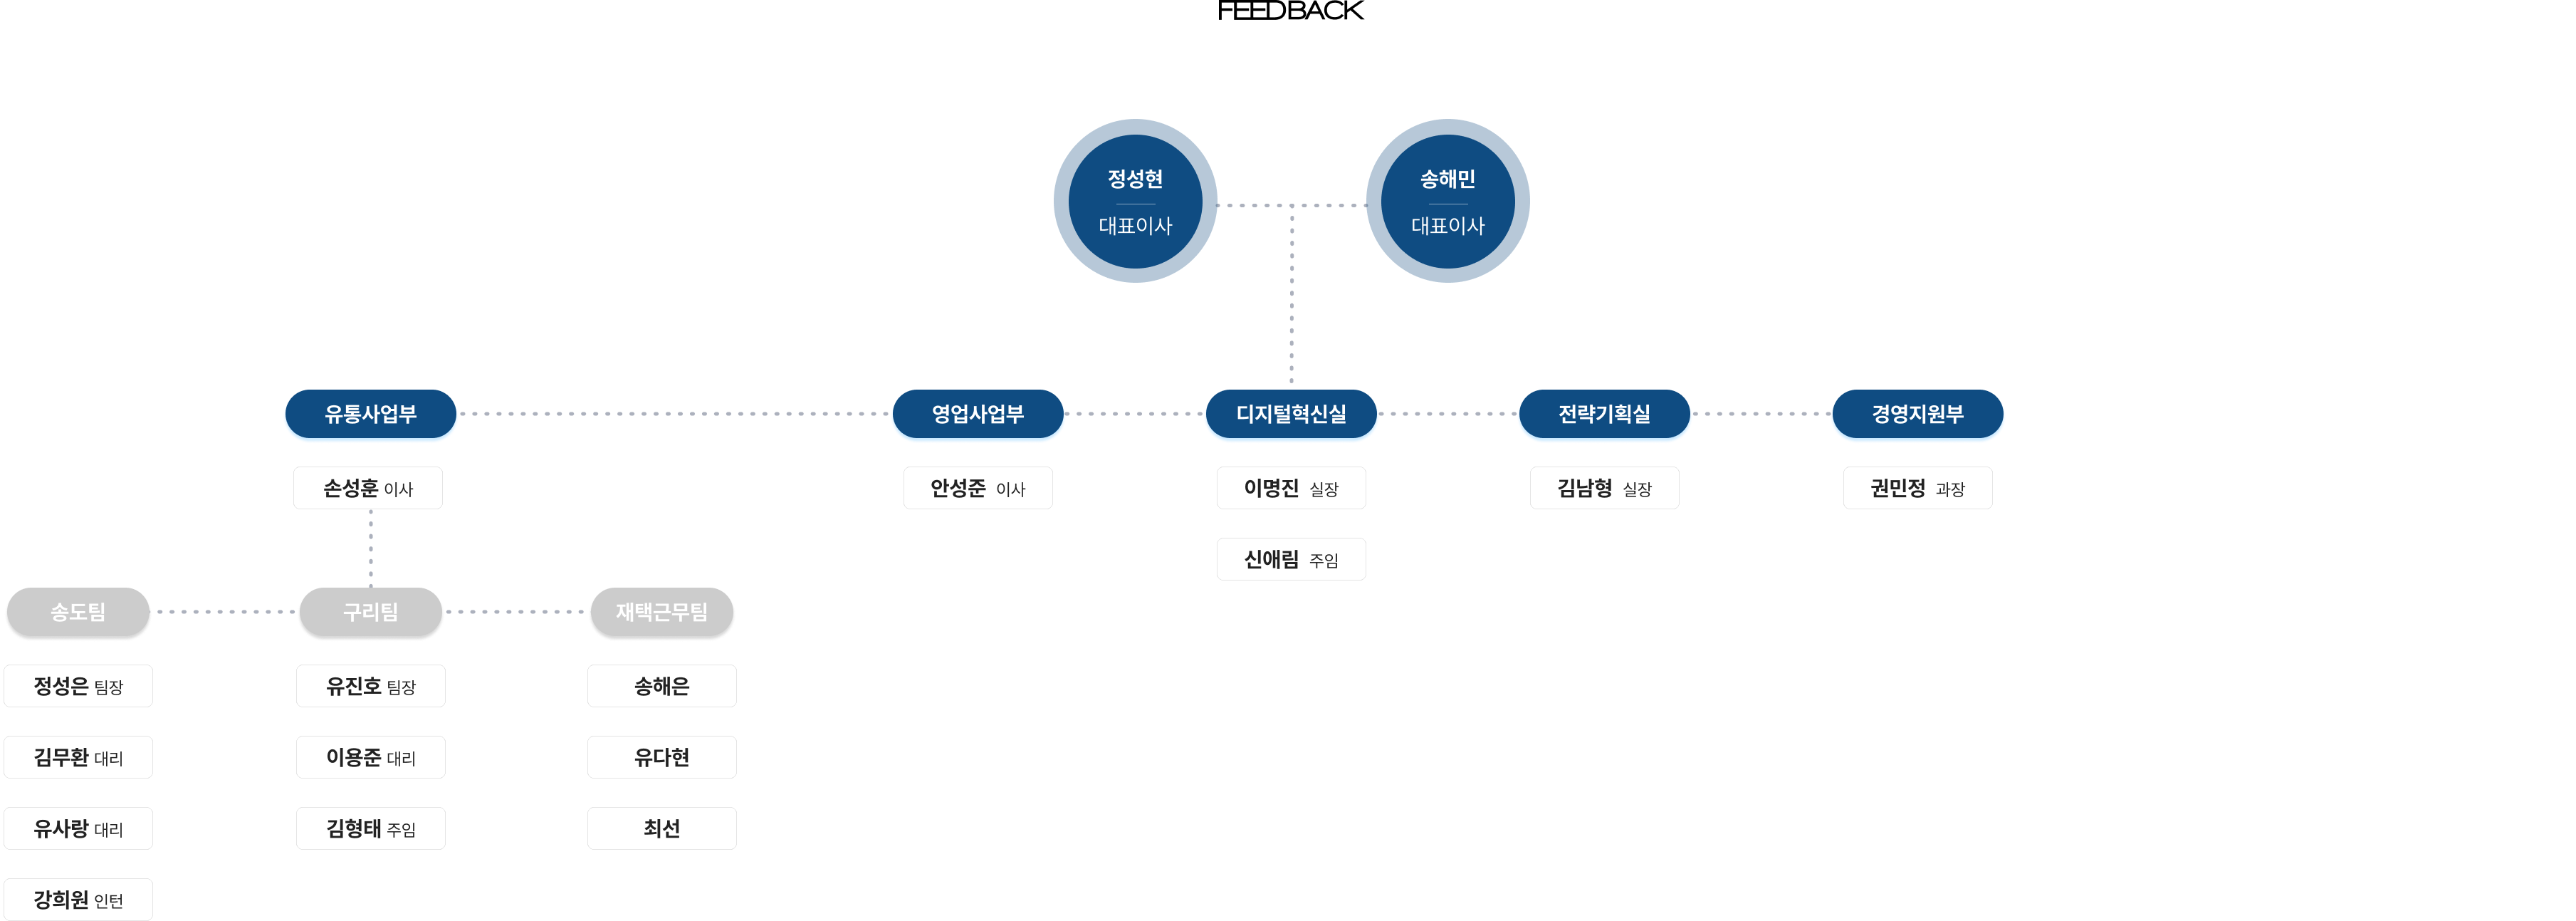 FEEDBACK
정성현
대표이사
송해민
대표이사
유통사업부
영업사업부
디지털혁신실
전략기획실
경영지원부
손성훈 이사
안성준 이사
이명진 실장
김남형 실장
권민정 과장
신애림 주임
송도팀
구리팀
재택근무팀
정성은 팀장
유진호 팀장
송해은
김무환 대리
이용준 대리
유다현
유사랑 대리
김형태 주임
최선
강희원 인턴